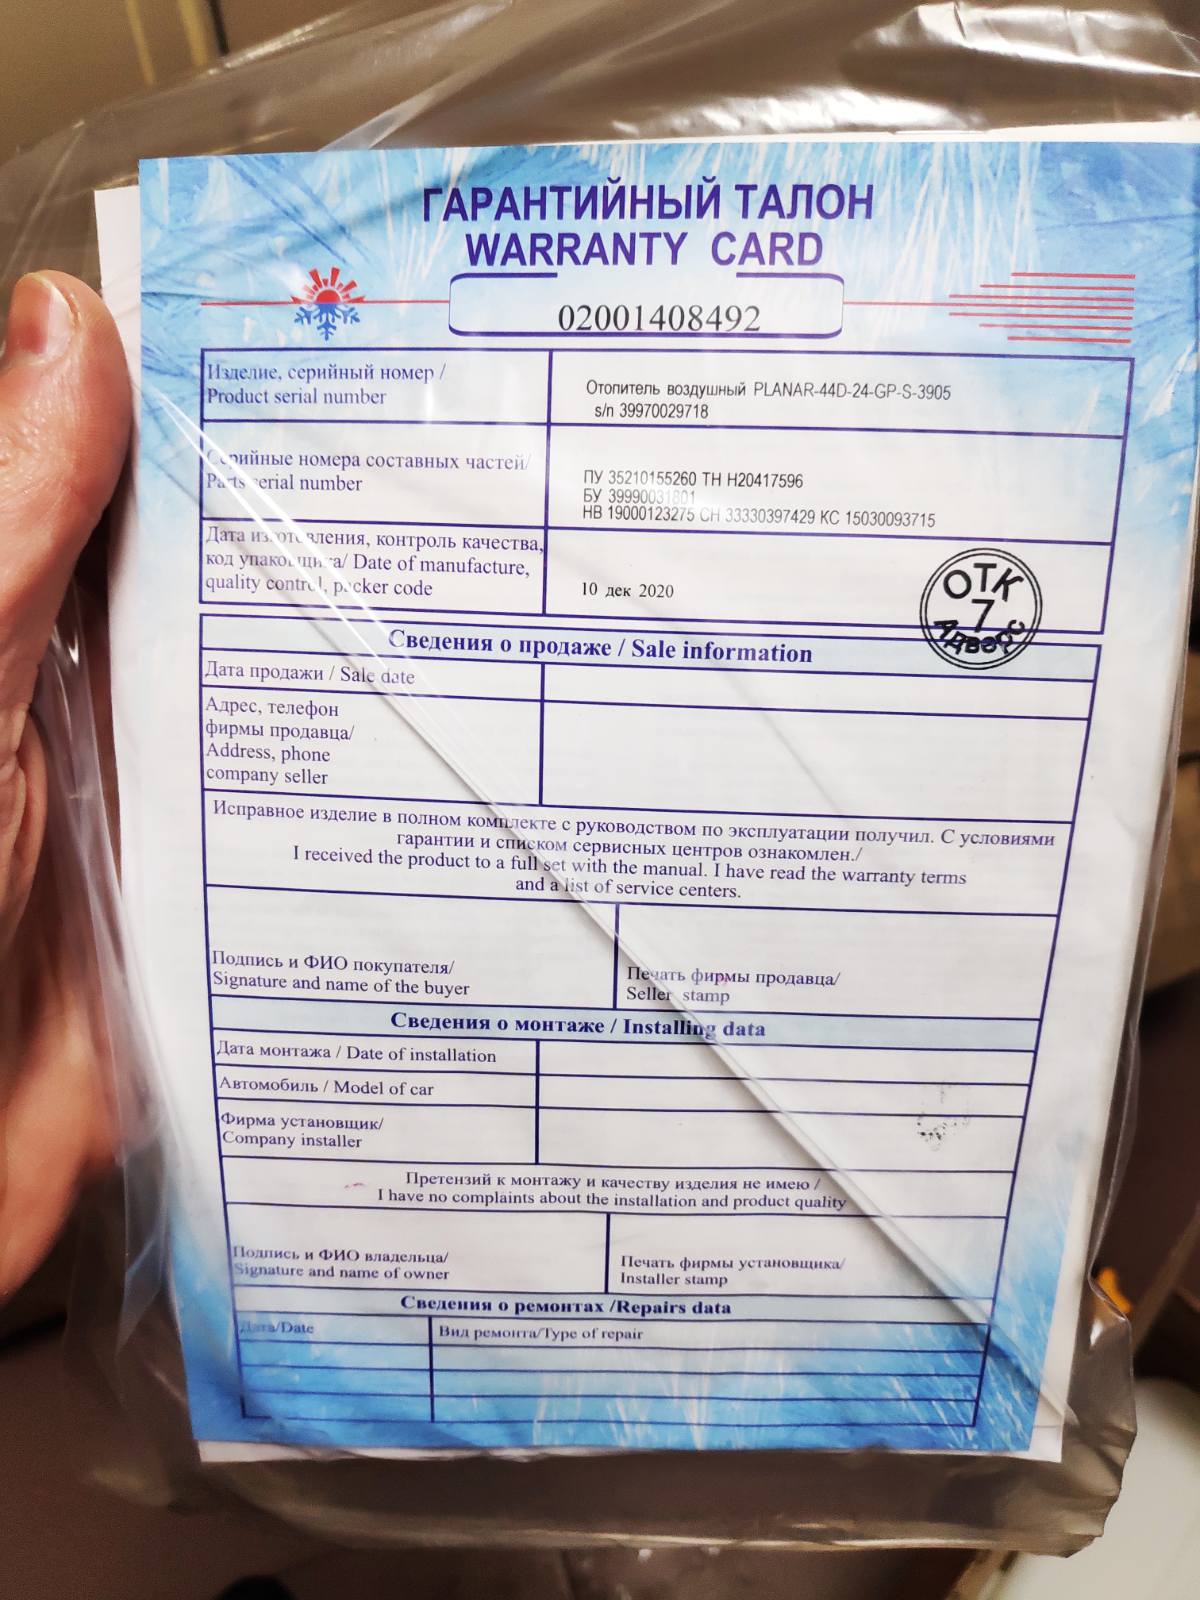 ГАРАНТИЙНЫЙ ТАЛОН
WARRANTY CARD
02001408492
Изделие, серийный номер /
Product serial number
Отопитель воздушный PLANAR-44D-24-GP-S-3905
s/n 39970029718
Серийные номера составных частей/
Parts serial number
ПУ 35210155260 ТН Н20417596
БУ 39990031801
НВ 19000123275 СН 33330397429 КС 15030093715
Дата изготовления, контроль качества,
код упаковщика/ Date of manufacture,
quality control, packer code
10 дек 2020
ОТК
7
Адверс
Сведения о продаже / Sale information
Дата продажи / Sale date
Адрес, телефон
фирмы продавца/
Address, phone
company seller
Исправное изделие в полном комплекте с руководством по эксплуатации получил. С условиями
гарантии и списком сервисных центров ознакомлен./
I received the product to a full set with the manual. I have read the warranty terms
and a list of service centers.
Подпись и ФИО покупателя/
Signature and name of the buyer
Печать фирмы продавца/
Seller stamp
Сведения о монтаже / Installing data
Дата монтажа / Date of installation
Автомобиль / Model of car
Фирма установщик/
Company installer
Претензий к монтажу и качеству изделия не имею /
I have no complaints about the installation and product quality
Подпись и ФИО владельца/
Signature and name of owner
Печать фирмы установщика/
Installer stamp
Сведения о ремонтах /Repairs data
Дата/Date
Вид ремонта/Type of repair